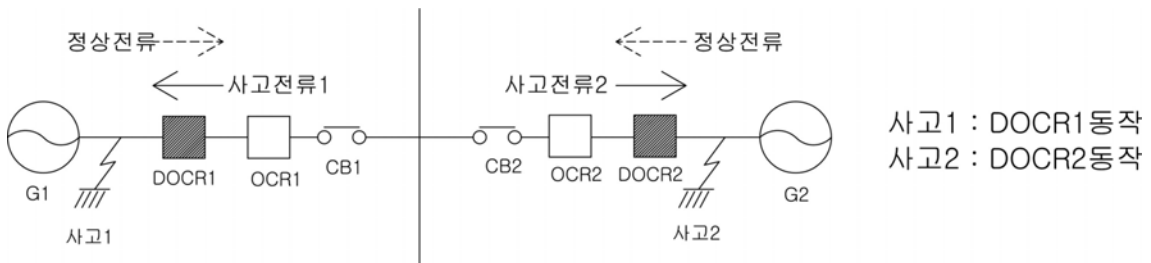 정상전류 정상전류
사고전류1 사고전류2
사고1 : DOCR1동작
사고2 : DOCR2동작
DOCR1 OCR1 CB1 CB2 OCR2 DOCR2
G1 G2
사고1 사고2